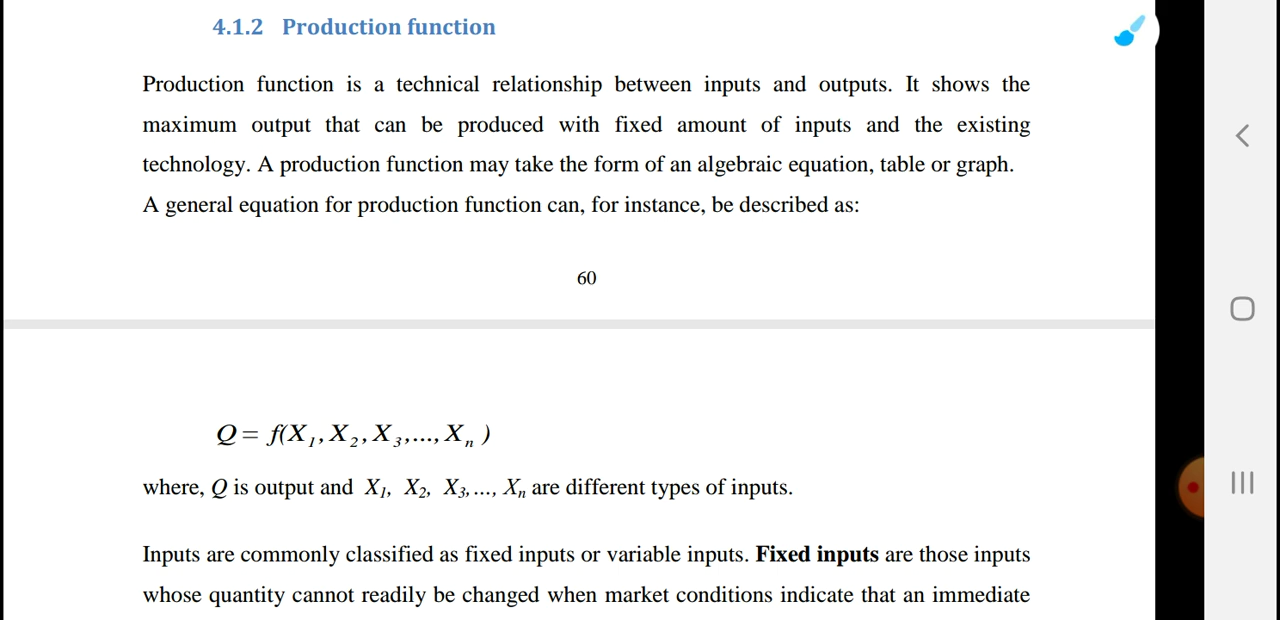 4.1.2 Production function
Production function is a technical relationship between inputs and outputs. It shows the
maximum output that can be produced with fixed amount of inputs and the existing
technology. A production function may take the form of an algebraic equation, table or graph.
A general equation for production function can, for instance, be described as:
60
Q = f(X₁, X₂, X₃,..., Xₙ )
where, Q is output and X₁, X₂, X₃, ..., Xₙ are different types of inputs.
Inputs are commonly classified as fixed inputs or variable inputs. Fixed inputs are those inputs
whose quantity cannot readily be changed when market conditions indicate that an immediate